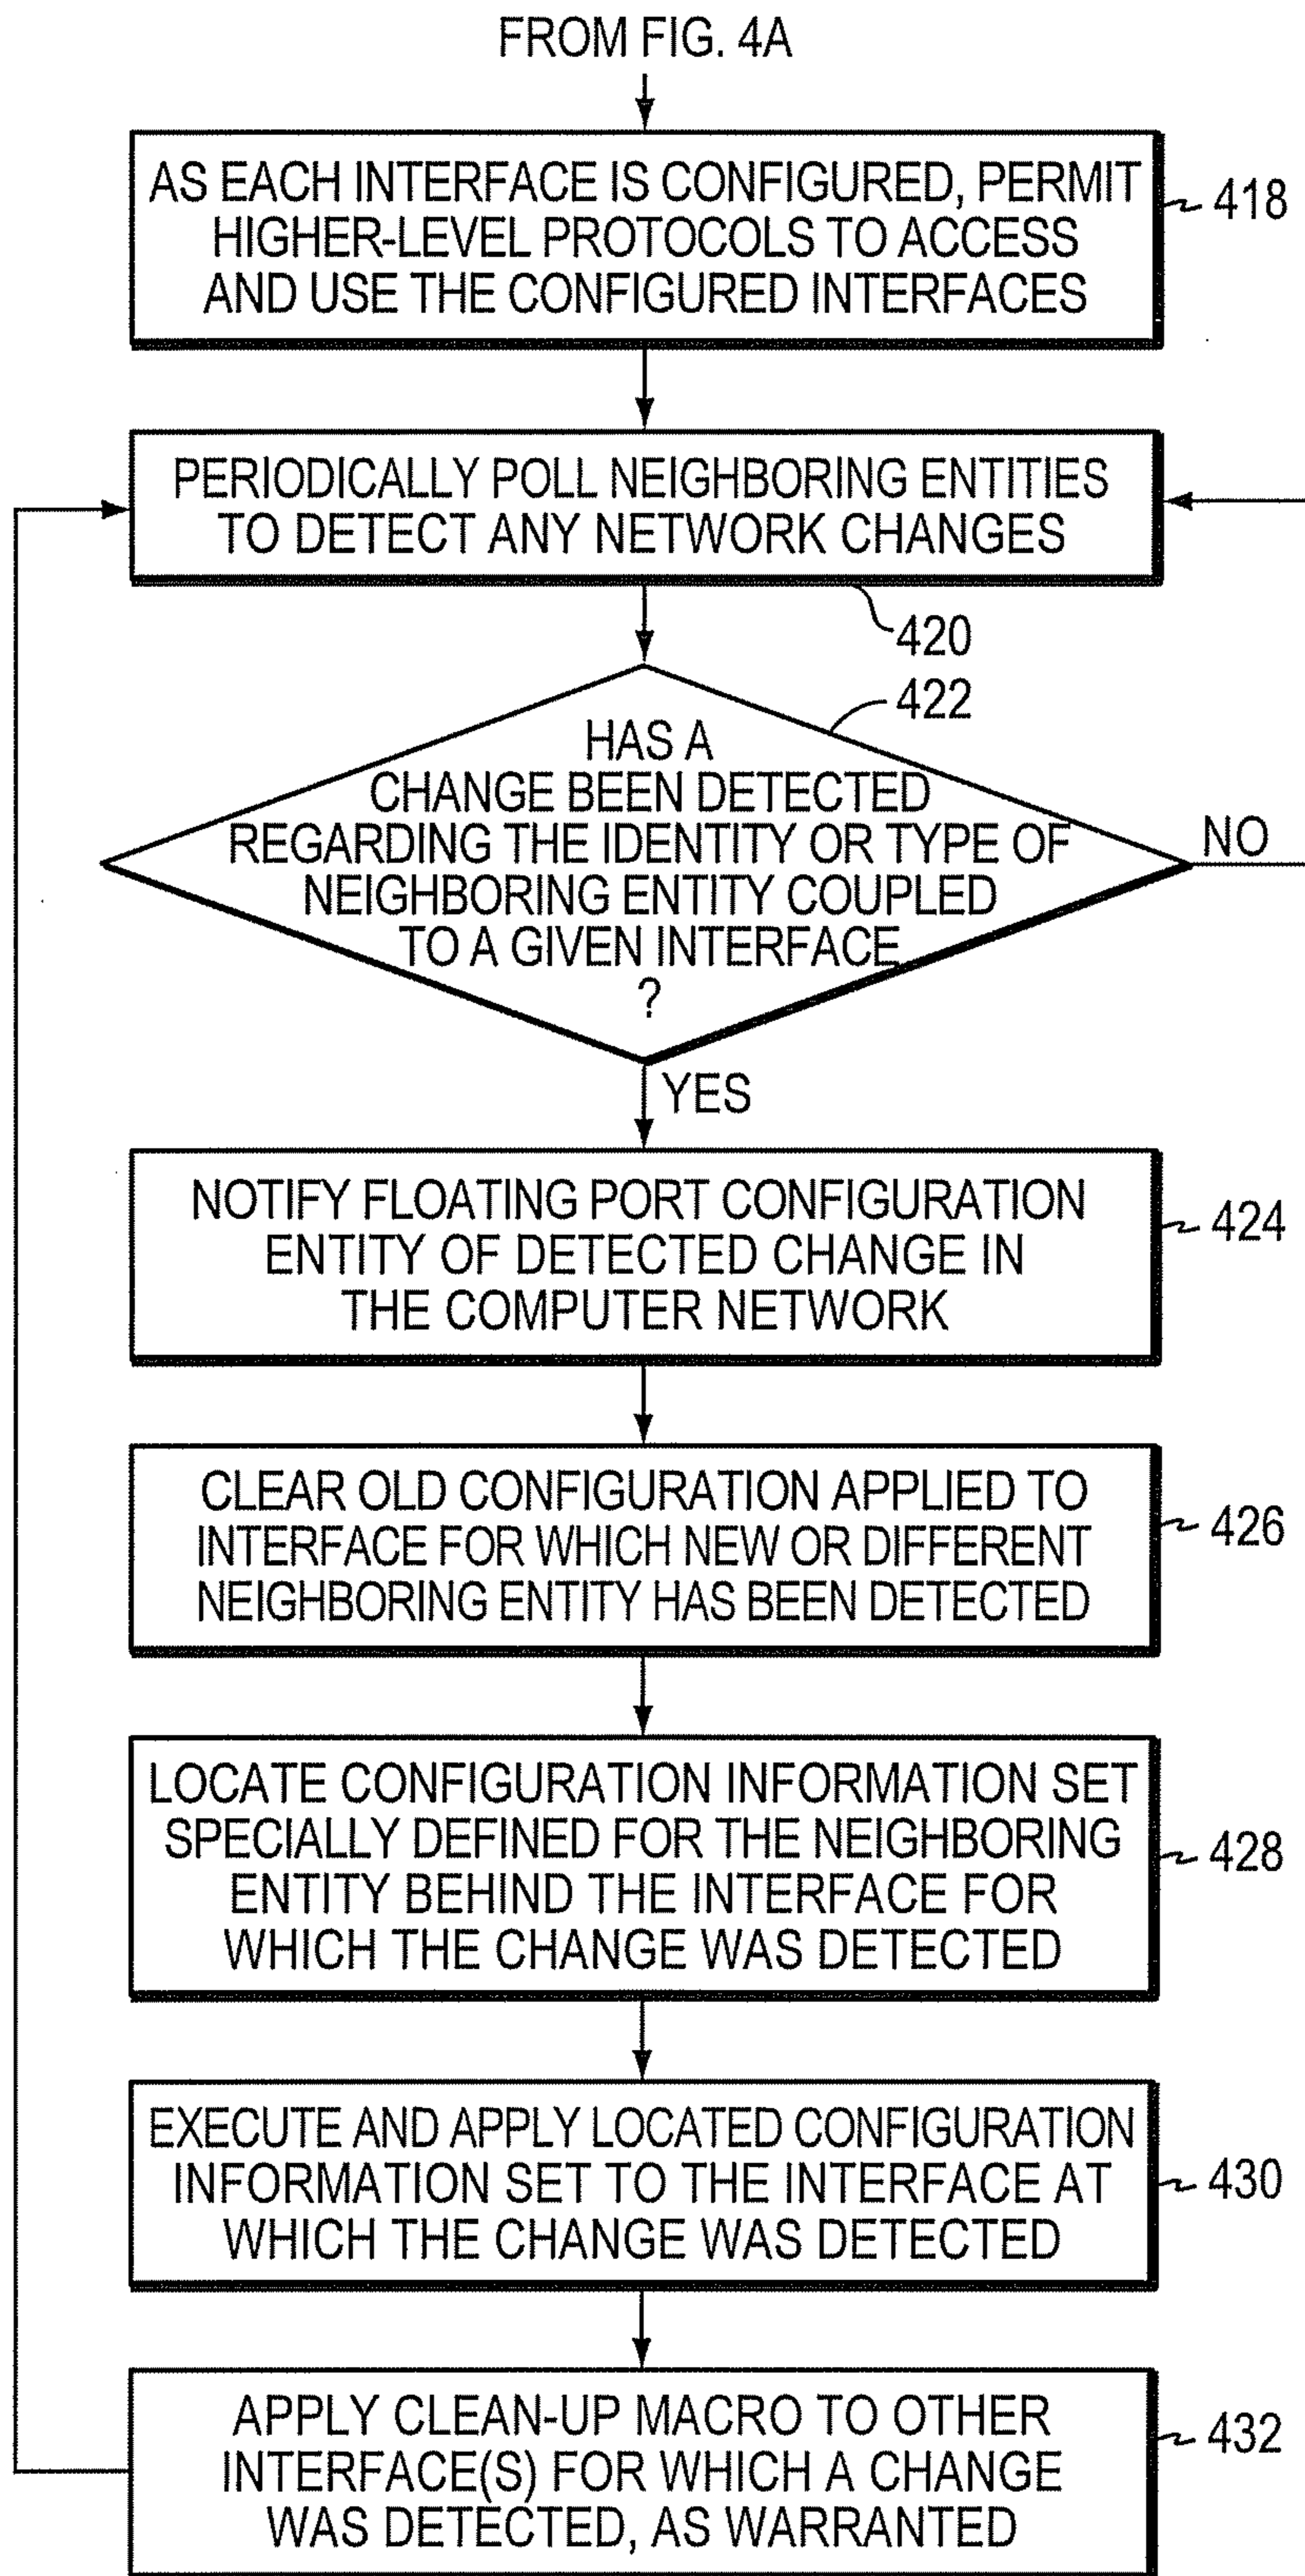 FROM FIG. 4A
AS EACH INTERFACE IS CONFIGURED, PERMIT
HIGHER-LEVEL PROTOCOLS TO ACCESS
AND USE THE CONFIGURED INTERFACES
418
PERIODICALLY POLL NEIGHBORING ENTITIES
TO DETECT ANY NETWORK CHANGES
420
422
HAS A
CHANGE BEEN DETECTED
REGARDING THE IDENTITY OR TYPE OF
NEIGHBORING ENTITY COUPLED
TO A GIVEN INTERFACE
?
NO
YES
NOTIFY FLOATING PORT CONFIGURATION
ENTITY OF DETECTED CHANGE IN
THE COMPUTER NETWORK
424
CLEAR OLD CONFIGURATION APPLIED TO
INTERFACE FOR WHICH NEW OR DIFFERENT
NEIGHBORING ENTITY HAS BEEN DETECTED
426
LOCATE CONFIGURATION INFORMATION SET
SPECIALLY DEFINED FOR THE NEIGHBORING
ENTITY BEHIND THE INTERFACE FOR
WHICH THE CHANGE WAS DETECTED
428
EXECUTE AND APPLY LOCATED CONFIGURATION
INFORMATION SET TO THE INTERFACE AT
WHICH THE CHANGE WAS DETECTED
430
APPLY CLEAN-UP MACRO TO OTHER
INTERFACE(S) FOR WHICH A CHANGE
WAS DETECTED, AS WARRANTED
432